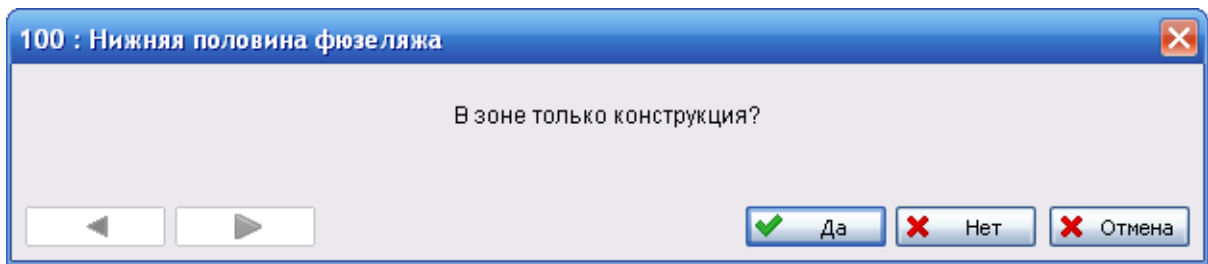 100 : Нижняя половина фюзеляжа
В зоне только конструкция?
Да Нет Отмена